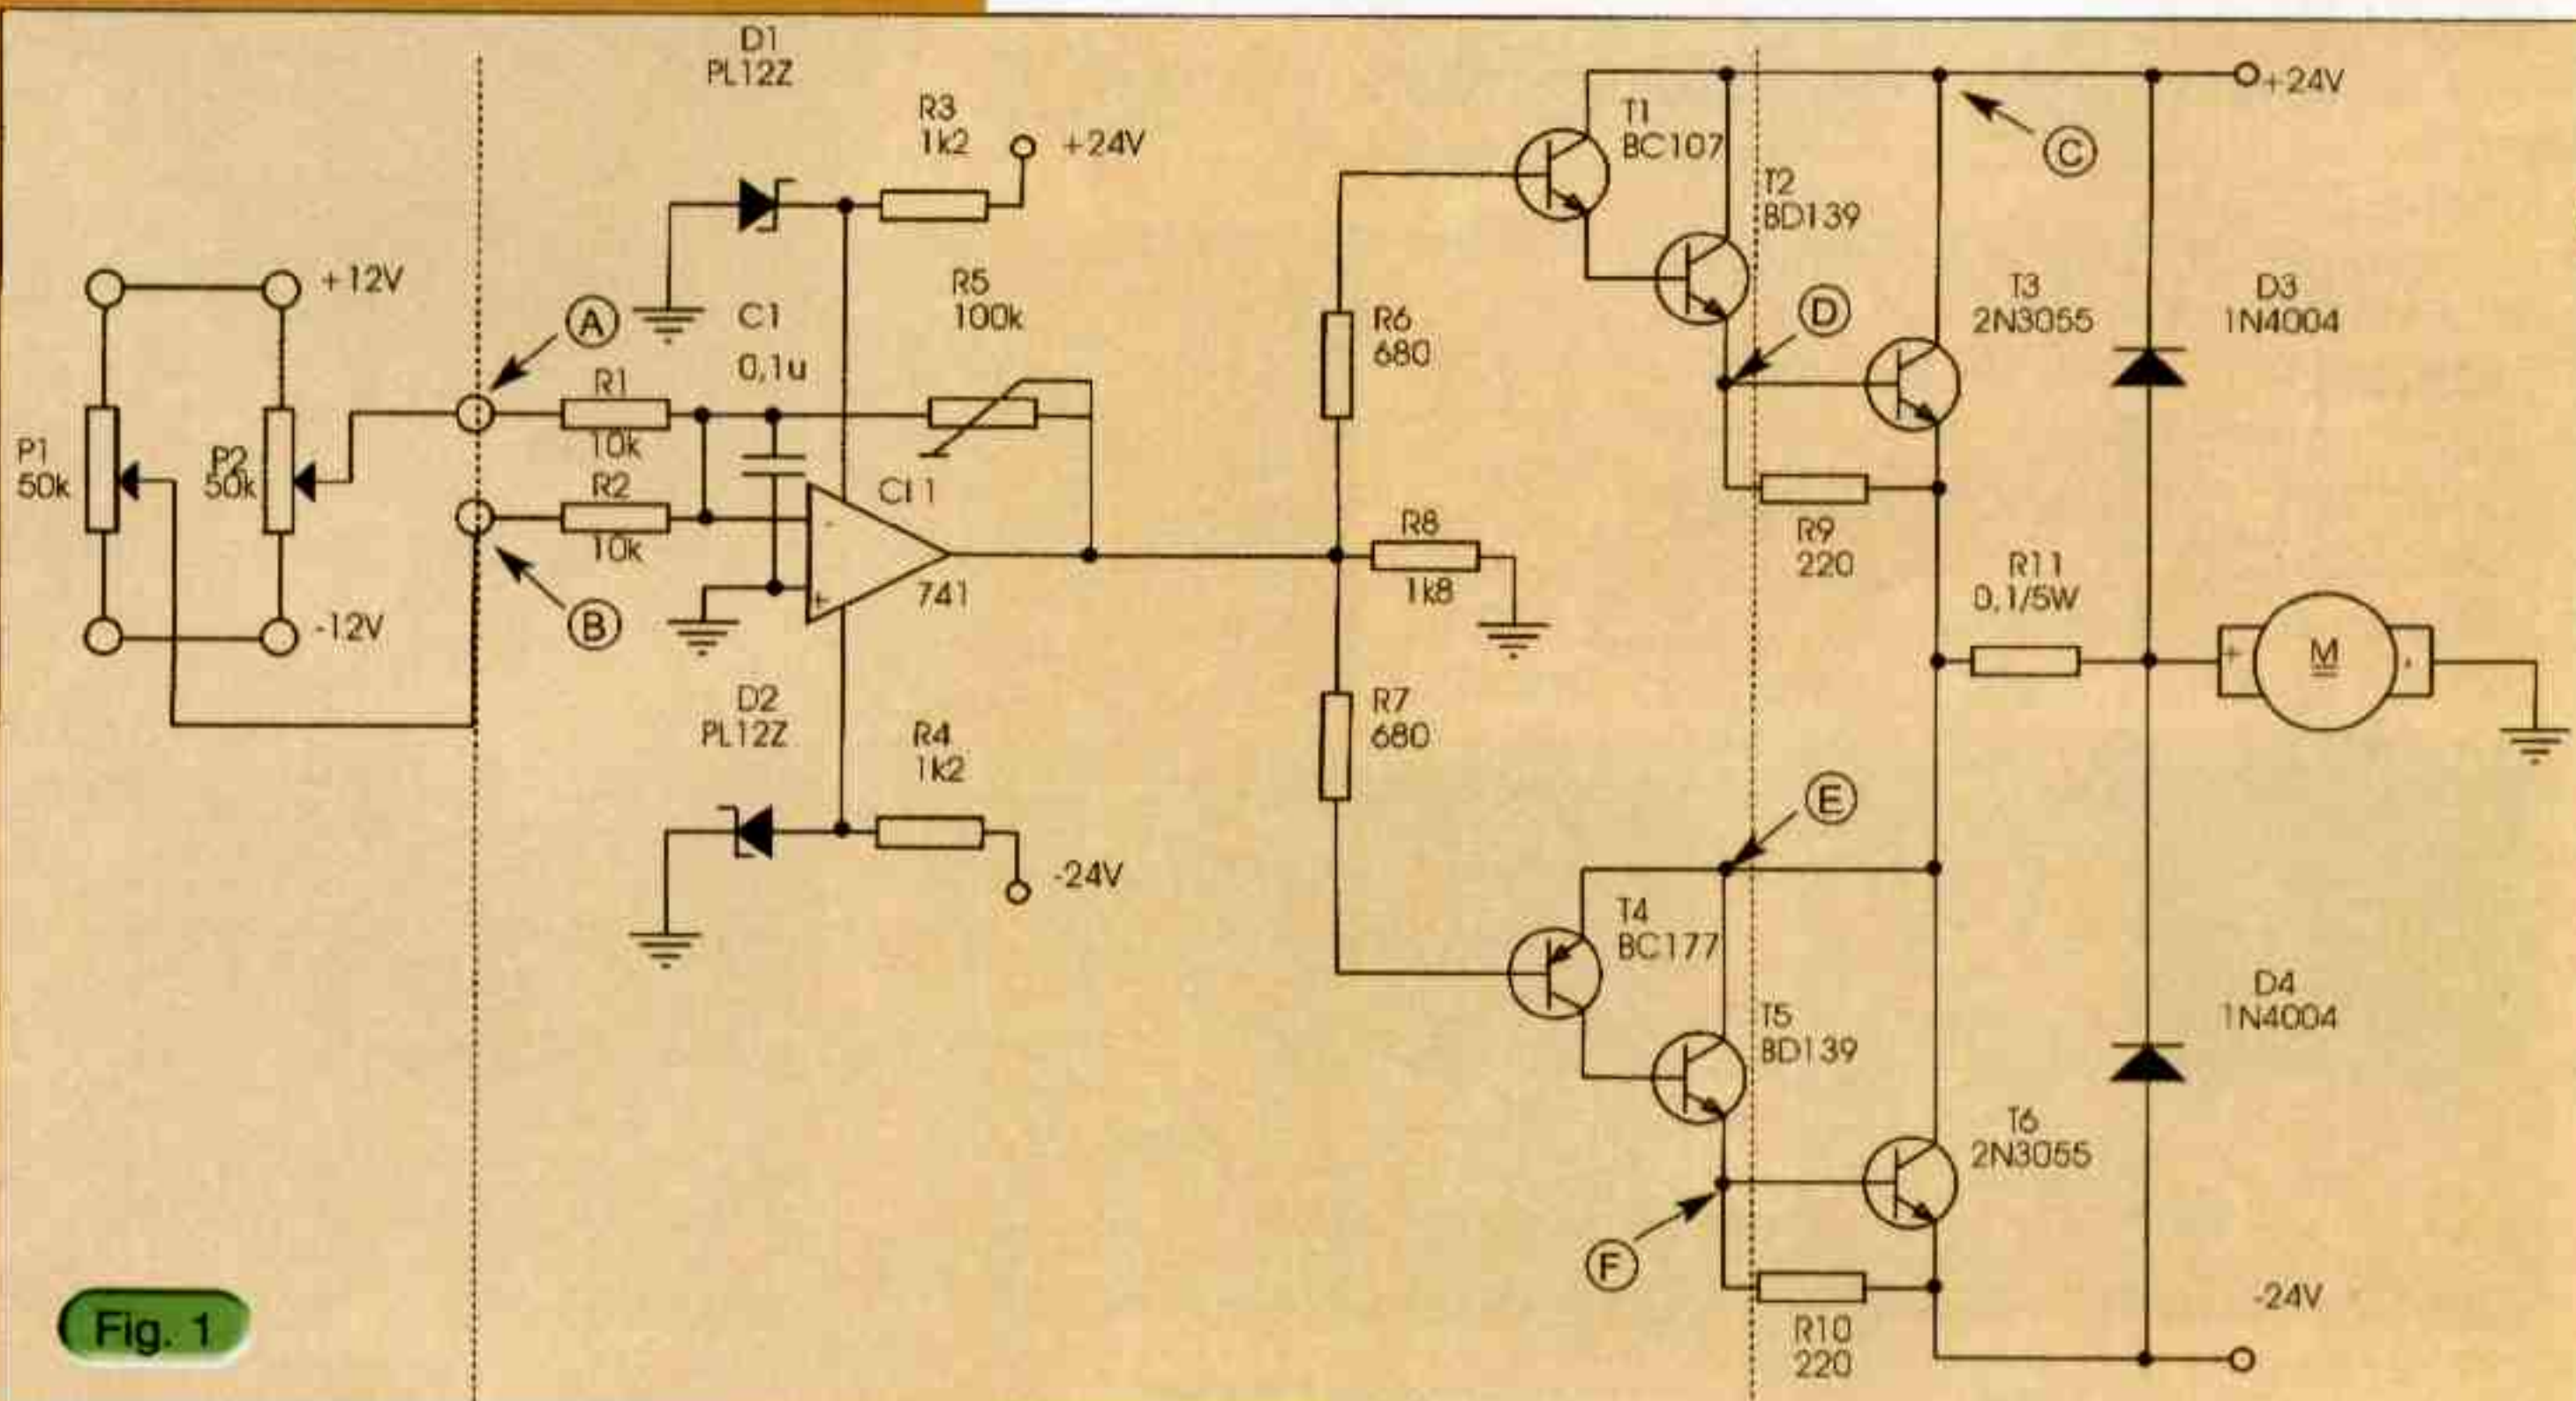 D1
PL12Z
R3
1k2
+24V
+24V
T1
BC107
C
T2
BD139
+12V
A
C1
0,1u
R5
100k
R6
680
D
T3
2N3055
D3
1N4004
R1
10k
P1
50k
P2
50k
R2
10k
CI 1
-
+
741
R8
1k8
R9
220
R11
0,1/5W
-12V
B
+
M
-
D2
PL12Z
R4
1k2
-24V
R7
680
E
T4
BC177
T5
BD139
D4
1N4004
T6
2N3055
F
Fig. 1
R10
220
-24V